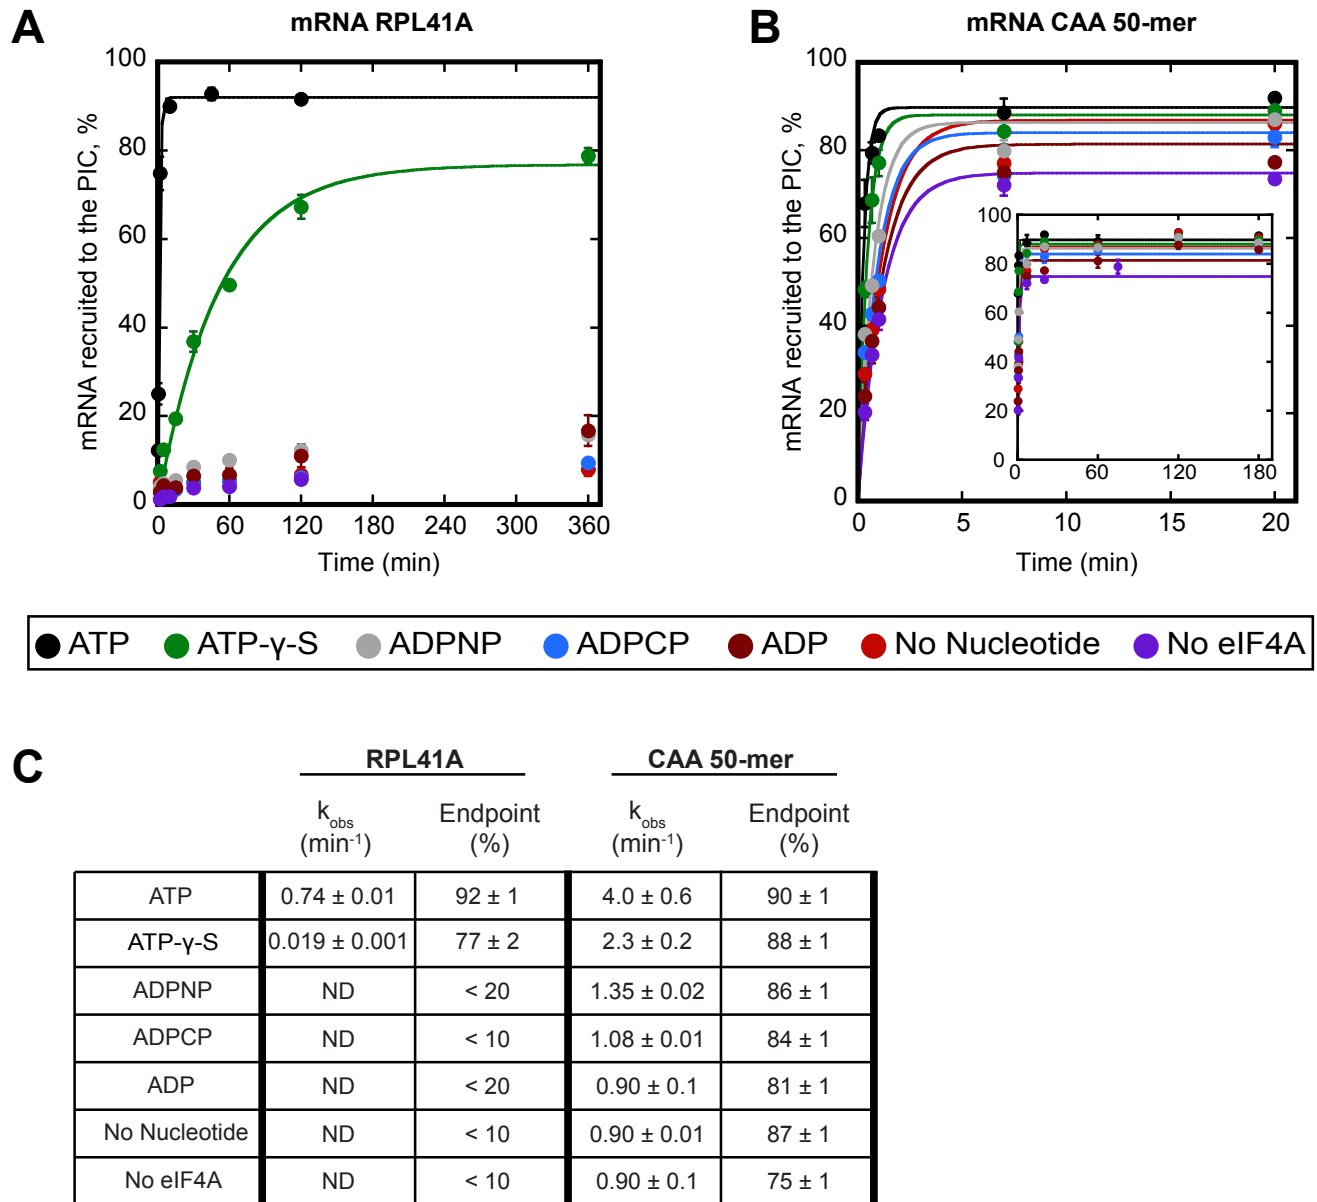 A
mRNA RPL41A
mRNA recruited to the PIC, %
100
80
60
40
20
0
0 60 120 180 240 300 360
Time (min)
B
mRNA CAA 50-mer
mRNA recruited to the PIC, %
100
80
60
40
20
0
0 5 10 15 20
Time (min)
100
80
60
40
20
0
0 60 120 180
ATP ATP-γ-S ADPNP ADPCP ADP No Nucleotide No eIF4A
C
RPL41A CAA 50-mer
kobs (min-1) Endpoint (%) kobs (min-1) Endpoint (%)
ATP 0.74 ± 0.01 92 ± 1 4.0 ± 0.6 90 ± 1
ATP-γ-S 0.019 ± 0.001 77 ± 2 2.3 ± 0.2 88 ± 1
ADPNP ND < 20 1.35 ± 0.02 86 ± 1
ADPCP ND < 10 1.08 ± 0.01 84 ± 1
ADP ND < 20 0.90 ± 0.1 81 ± 1
No Nucleotide ND < 10 0.90 ± 0.01 87 ± 1
No eIF4A ND < 10 0.90 ± 0.1 75 ± 1